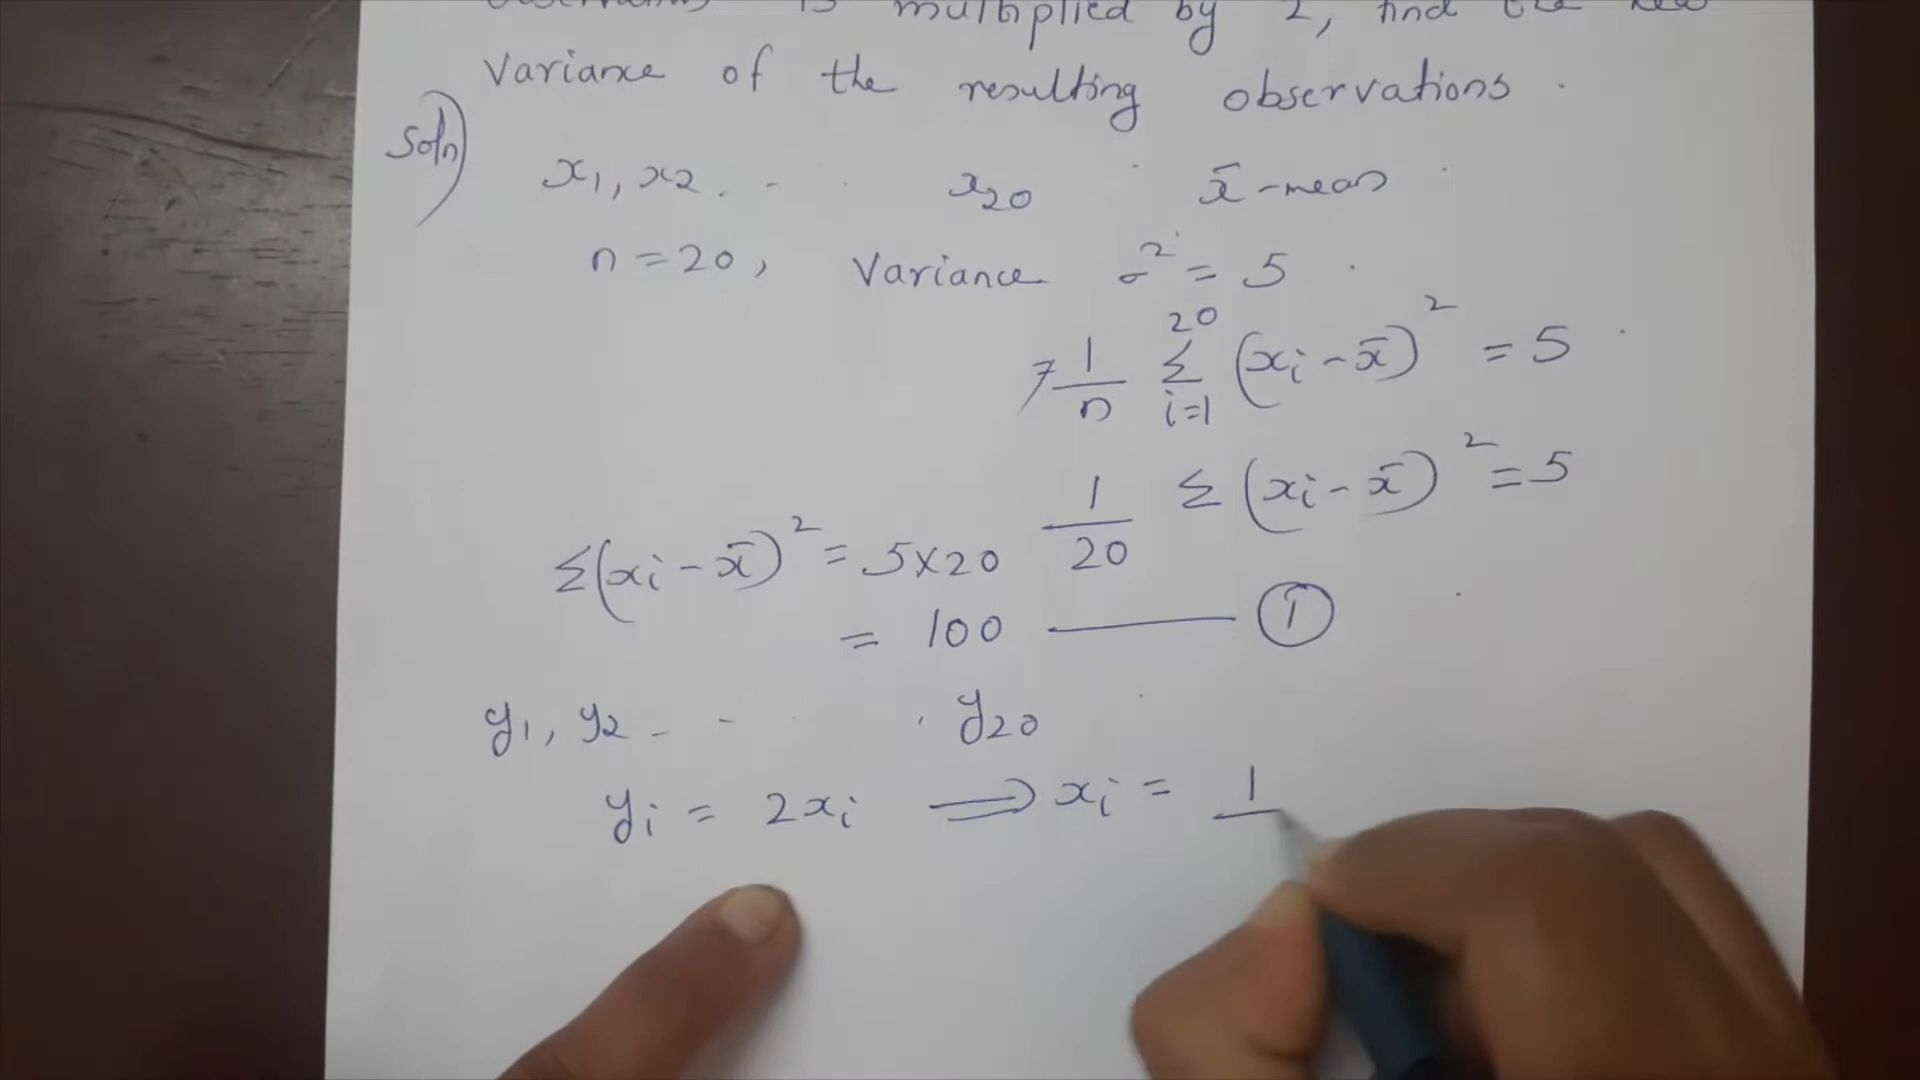 multiplied by 2, find the new
Variance of the resulting observations.
Soln)
x1, x2. - . x20 x̄ - mean
n = 20, Variance σ² = 5
1/n 20 Σ i=1 (xi - x̄)² = 5
1/20 Σ (xi - x̄)² = 5
Σ(xi - x̄)² = 5×20
= 100 —— ①
y1, y2 - - . y20
yi = 2xi ⟹ xi = 1